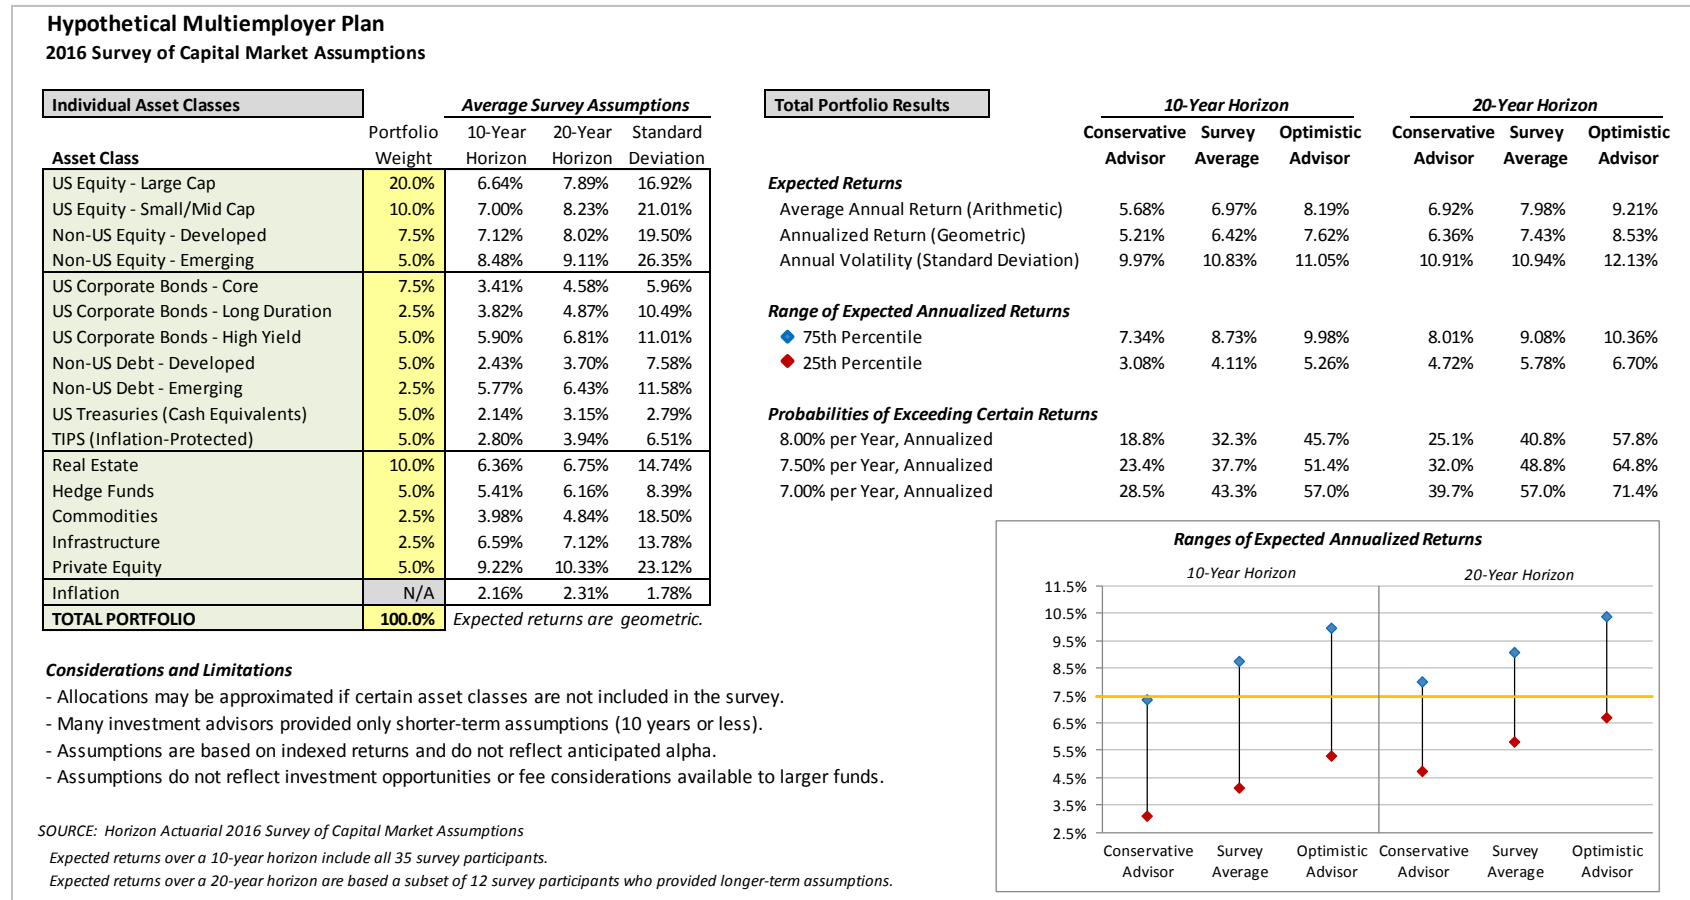 Hypothetical Multiemployer Plan
2016 Survey of Capital Market Assumptions
Individual Asset Classes Average Survey Assumptions
Portfolio 10-Year 20-Year Standard
Asset Class Weight Horizon Horizon Deviation
US Equity - Large Cap 20.0% 6.64% 7.89% 16.92%
US Equity - Small/Mid Cap 10.0% 7.00% 8.23% 21.01%
Non-US Equity - Developed 7.5% 7.12% 8.02% 19.50%
Non-US Equity - Emerging 5.0% 8.48% 9.11% 26.35%
US Corporate Bonds - Core 7.5% 3.41% 4.58% 5.96%
US Corporate Bonds - Long Duration 2.5% 3.82% 4.87% 10.49%
US Corporate Bonds - High Yield 5.0% 5.90% 6.81% 11.01%
Non-US Debt - Developed 5.0% 2.43% 3.70% 7.58%
Non-US Debt - Emerging 2.5% 5.77% 6.43% 11.58%
US Treasuries (Cash Equivalents) 5.0% 2.14% 3.15% 2.79%
TIPS (Inflation-Protected) 5.0% 2.80% 3.94% 6.51%
Real Estate 10.0% 6.36% 6.75% 14.74%
Hedge Funds 5.0% 5.41% 6.16% 8.39%
Commodities 2.5% 3.98% 4.84% 18.50%
Infrastructure 2.5% 6.59% 7.12% 13.78%
Private Equity 5.0% 9.22% 10.33% 23.12%
Inflation N/A 2.16% 2.31% 1.78%
TOTAL PORTFOLIO 100.0% Expected returns are geometric.
Considerations and Limitations
- Allocations may be approximated if certain asset classes are not included in the survey.
- Many investment advisors provided only shorter-term assumptions (10 years or less).
- Assumptions are based on indexed returns and do not reflect anticipated alpha.
- Assumptions do not reflect investment opportunities or fee considerations available to larger funds.
SOURCE: Horizon Actuarial 2016 Survey of Capital Market Assumptions
Expected returns over a 10-year horizon include all 35 survey participants.
Expected returns over a 20-year horizon are based a subset of 12 survey participants who provided longer-term assumptions.
Total Portfolio Results 10-Year Horizon 20-Year Horizon
Conservative Survey Optimistic Conservative Survey Optimistic
Advisor Average Advisor Advisor Average Advisor
Expected Returns
Average Annual Return (Arithmetic) 5.68% 6.97% 8.19% 6.92% 7.98% 9.21%
Annualized Return (Geometric) 5.21% 6.42% 7.62% 6.36% 7.43% 8.53%
Annual Volatility (Standard Deviation) 9.97% 10.83% 11.05% 10.91% 10.94% 12.13%
Range of Expected Annualized Returns
75th Percentile 7.34% 8.73% 9.98% 8.01% 9.08% 10.36%
25th Percentile 3.08% 4.11% 5.26% 4.72% 5.78% 6.70%
Probabilities of Exceeding Certain Returns
8.00% per Year, Annualized 18.8% 32.3% 45.7% 25.1% 40.8% 57.8%
7.50% per Year, Annualized 23.4% 37.7% 51.4% 32.0% 48.8% 64.8%
7.00% per Year, Annualized 28.5% 43.3% 57.0% 39.7% 57.0% 71.4%
Ranges of Expected Annualized Returns
10-Year Horizon 20-Year Horizon
11.5%
10.5%
9.5%
8.5%
7.5%
6.5%
5.5%
4.5%
3.5%
2.5%
Conservative Survey Optimistic Conservative Survey Optimistic
Advisor Average Advisor Advisor Average Advisor